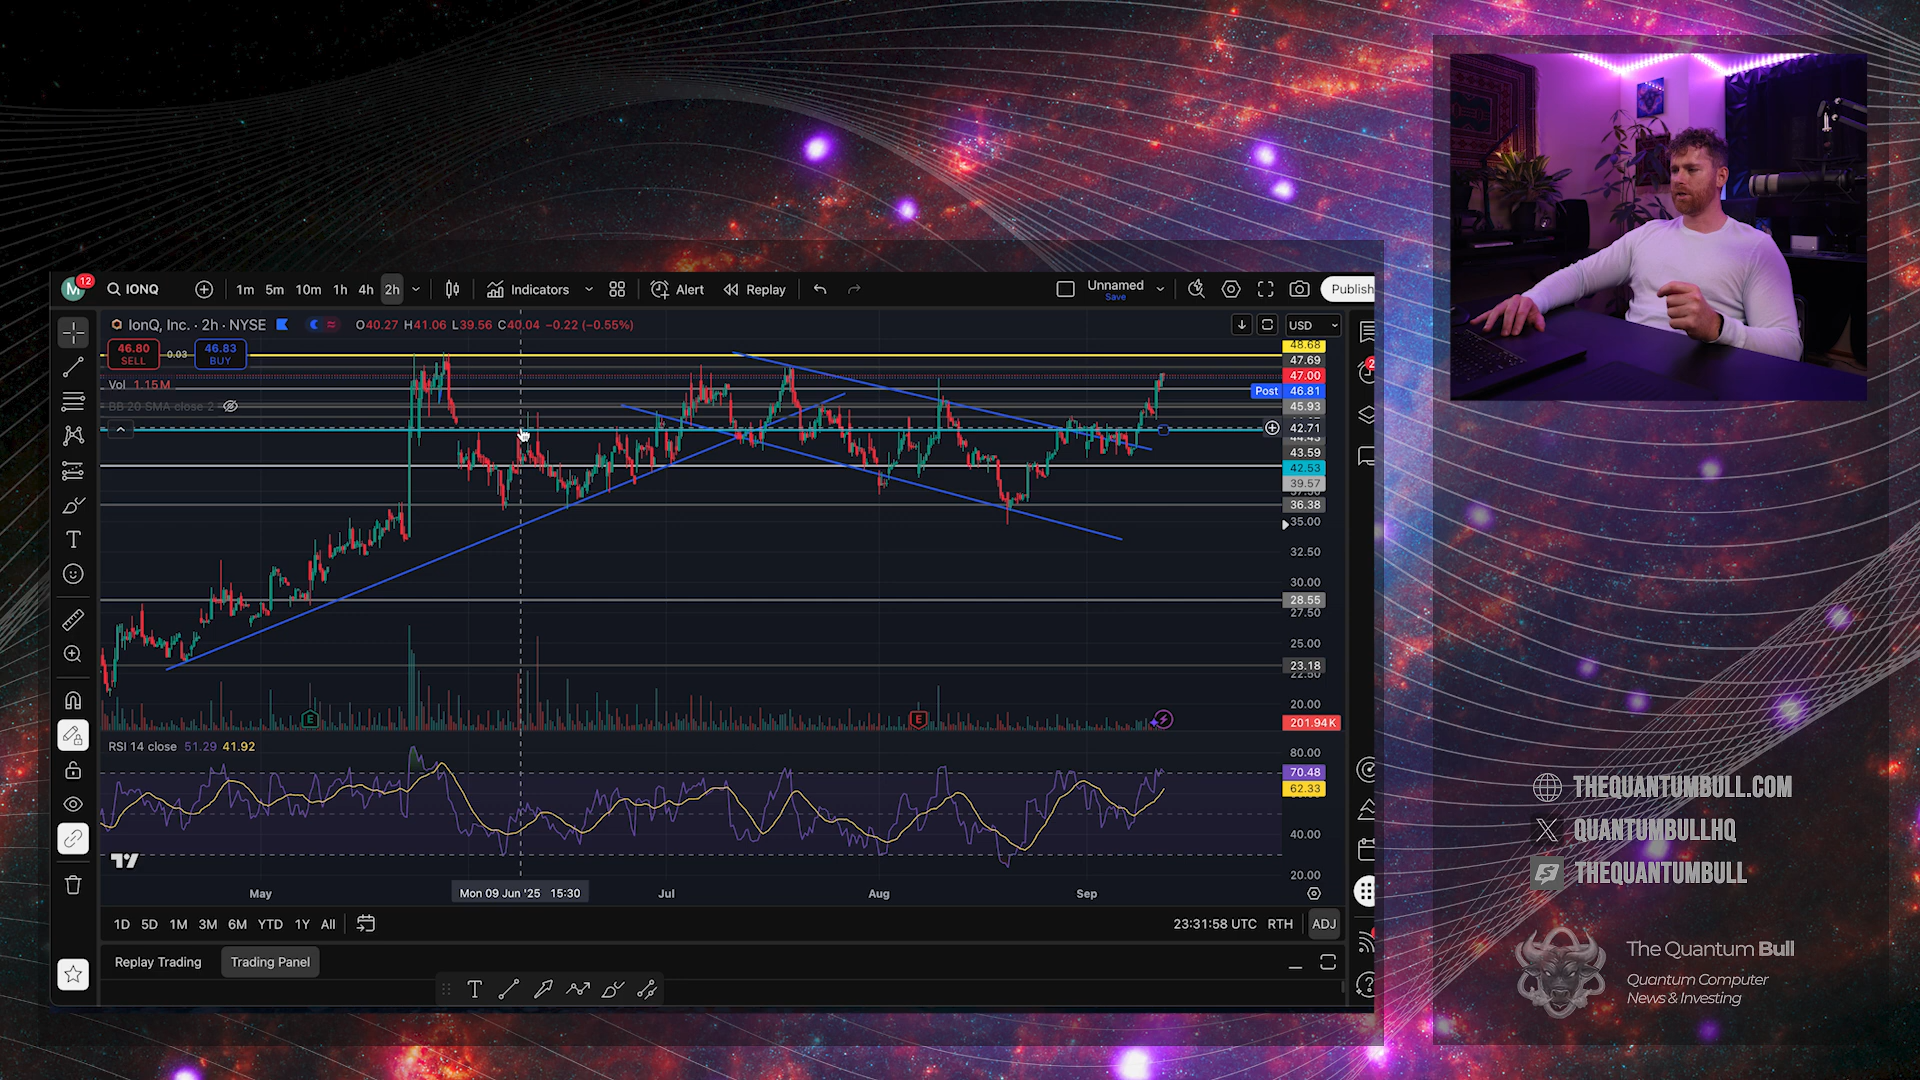 M 12 IONQ 1m 5m 10m 1h 4h 2h Indicators Alert Replay Unnamed Publish
Save
IonQ, Inc. · 2h · NYSE O40.27 H41.06 L39.56 C40.04 −0.22 (−0.55%) USD
46.80
SELL
0.03
46.83
BUY
Vol 1.15M
BB 20 SMA close 2
48.68
47.69
47.00
Post 46.81
45.93
42.71
43.59
42.53
39.57
36.38
35.00
32.50
30.00
28.55
27.50
25.00
23.18
22.50
20.00
201.94K
E
E
RSI 14 close 51.29 41.92
80.00
70.48
62.33
40.00
20.00
May Mon 09 Jun '25 15:30 Jul Aug Sep
1D 5D 1M 3M 6M YTD 1Y All 23:31:58 UTC RTH ADJ
Replay Trading Trading Panel
THEQUANTUMBULL.COM
QUANTUMBULLHQ
THEQUANTUMBULL
The Quantum Bull
Quantum Computer
News & Investing